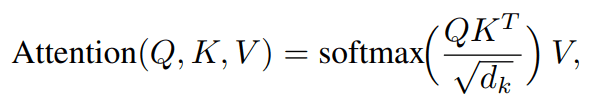 Attention(Q, K, V) = softmax(QK^T / √d_k) V,